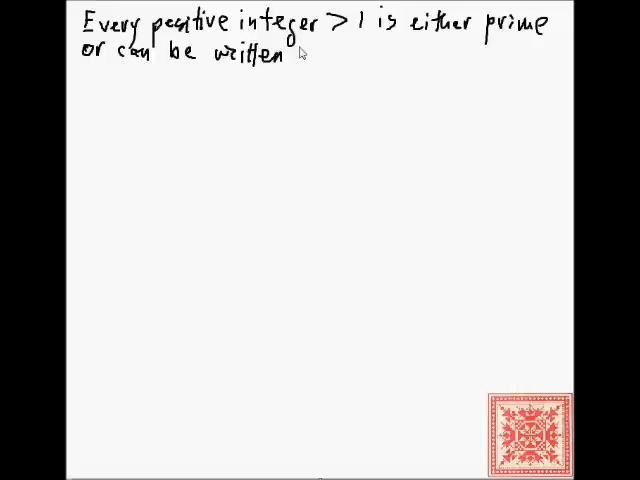 Every positive integer > 1 is either prime
or can be written